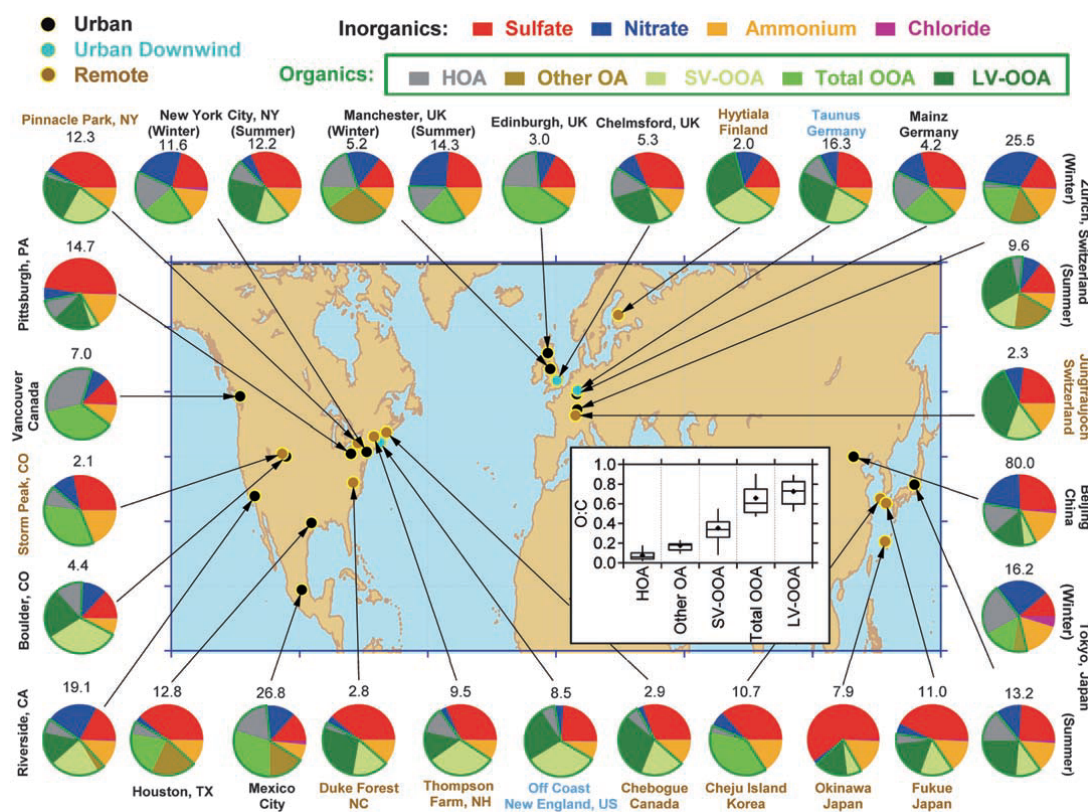 Urban
Urban Downwind
Remote
Inorganics: Sulfate Nitrate Ammonium Chloride
Organics: HOA Other OA SV-OOA Total OOA LV-OOA
Pinnacle Park, NY
12.3
New York City, NY
(Winter) (Summer)
11.6 12.2
Manchester, UK
(Winter) (Summer)
5.2 14.3
Edinburgh, UK
3.0
Chelmsford, UK
5.3
Hyytiala
Finland
2.0
Taunus
Germany
16.3
Mainz
Germany
4.2
25.5
(Winter)
Zurich, Switzerland
9.6
(Summer)
Pittsburgh, PA
14.7
Vancouver
Canada
7.0
Storm Peak, CO
2.1
Boulder, CO
4.4
Riverside, CA
19.1
Jungfraujoch
Switzerland
2.3
Beijing
China
80.0
16.2
(Winter)
Tokyo, Japan
13.2
(Summer)
O:C
1.0
0.8
0.6
0.4
0.2
0.0
HOA
Other OA
SV-OOA
Total OOA
LV-OOA
12.8
Houston, TX
26.8
Mexico
City
2.8
Duke Forest
NC
9.5
Thompson
Farm, NH
8.5
Off Coast
New England, US
2.9
Chebogue
Canada
10.7
Cheju Island
Korea
7.9
Okinawa
Japan
11.0
Fukue
Japan